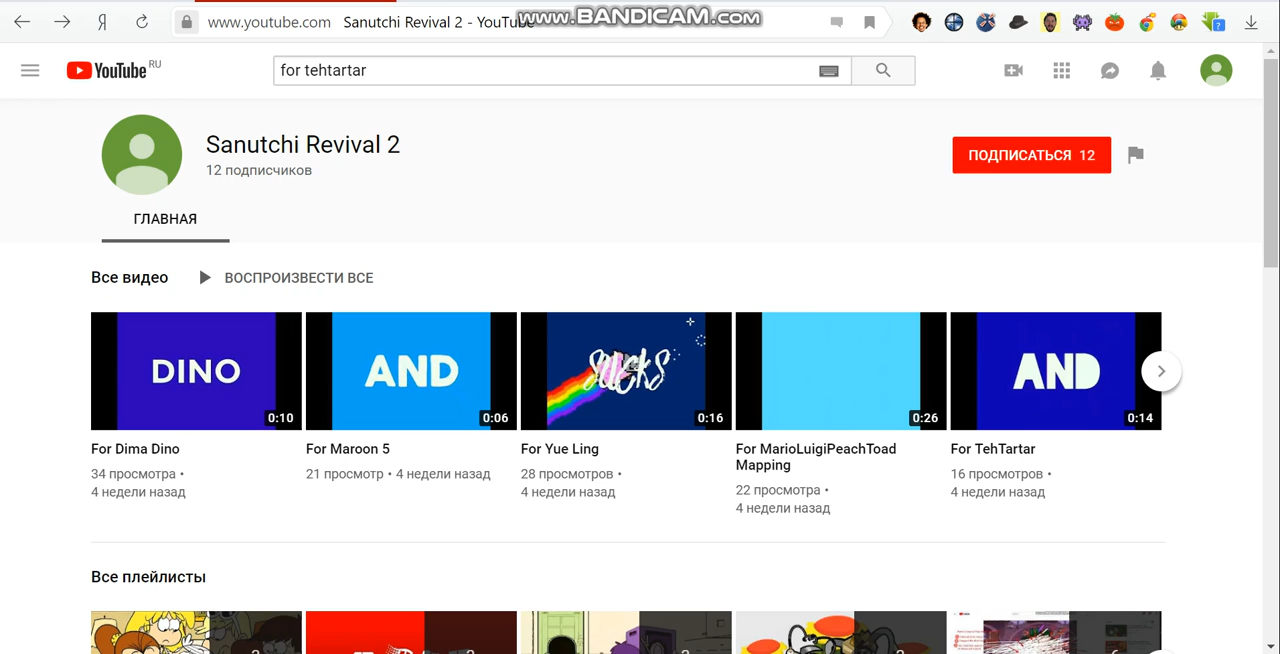 www.youtube.com Sanutchi Revival 2 - YouTube
www.BANDICAM.com
YouTube RU
for tehtartar
Sanutchi Revival 2
12 подписчиков
ПОДПИСАТЬСЯ 12
ГЛАВНАЯ
Все видео
ВОСПРОИЗВЕСТИ ВСЕ
DINO
0:10
AND
0:06
SUCKS
0:16
0:26
AND
0:14
For Dima Dino
34 просмотра •
4 недели назад
For Maroon 5
21 просмотр • 4 недели назад
For Yue Ling
28 просмотров •
4 недели назад
For MarioLuigiPeachToad
Mapping
22 просмотра •
4 недели назад
For TehTartar
16 просмотров •
4 недели назад
Все плейлисты